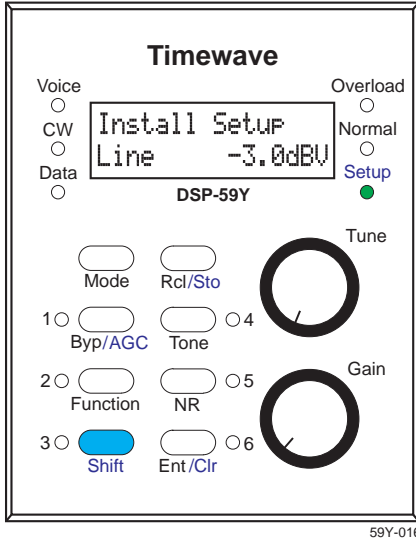 Timewave
Voice
Overload
CW
Normal
Data
Setup
Install Setup
Line -3.0dBV
DSP-59Y
Tune
Mode
Rcl/Sto
1
4
Byp/AGC
Tone
Gain
2
5
Function
NR
3
6
Shift
Ent/Clr
59Y-016